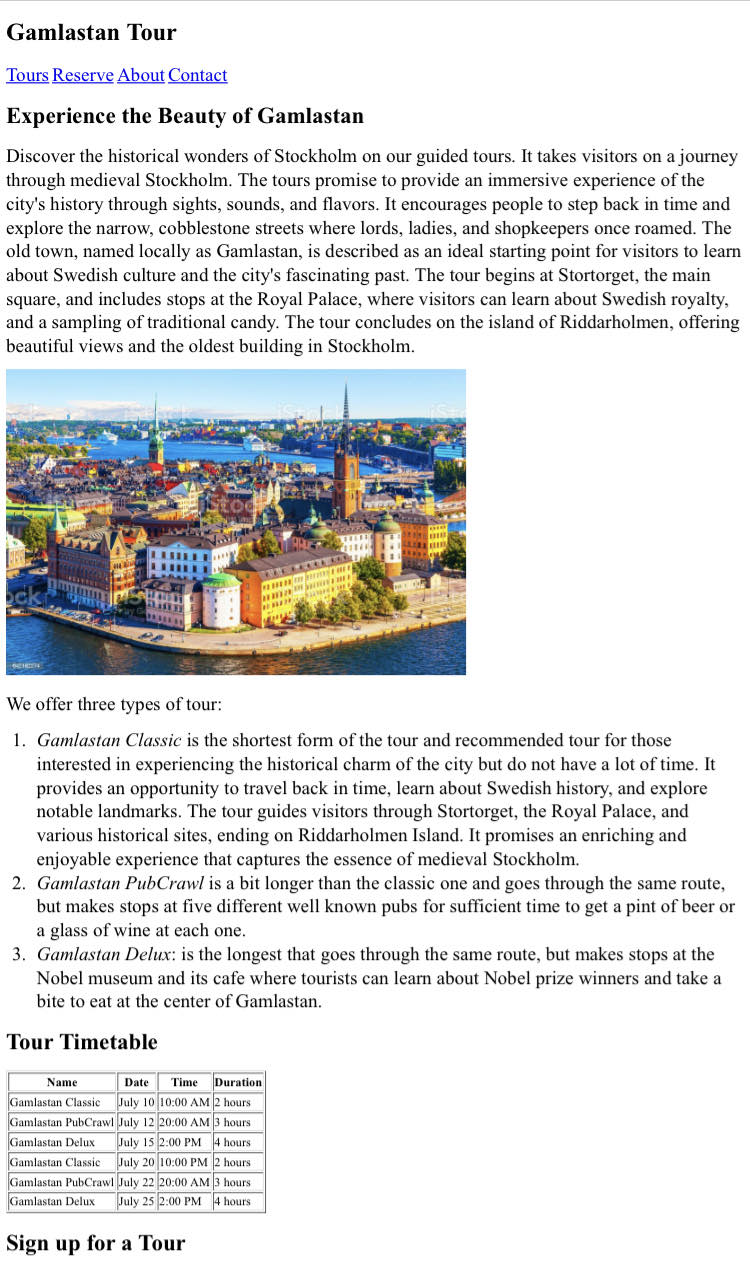 Gamlastan Tour
Tours Reserve About Contact
Experience the Beauty of Gamlastan
Discover the historical wonders of Stockholm on our guided tours. It takes visitors on a journey
through medieval Stockholm. The tours promise to provide an immersive experience of the
city's history through sights, sounds, and flavors. It encourages people to step back in time and
explore the narrow, cobblestone streets where lords, ladies, and shopkeepers once roamed. The
old town, named locally as Gamlastan, is described as an ideal starting point for visitors to learn
about Swedish culture and the city's fascinating past. The tour begins at Stortorget, the main
square, and includes stops at the Royal Palace, where visitors can learn about Swedish royalty,
and a sampling of traditional candy. The tour concludes on the island of Riddarholmen, offering
beautiful views and the oldest building in Stockholm.
We offer three types of tour:
1. Gamlastan Classic is the shortest form of the tour and recommended tour for those
interested in experiencing the historical charm of the city but do not have a lot of time. It
provides an opportunity to travel back in time, learn about Swedish history, and explore
notable landmarks. The tour guides visitors through Stortorget, the Royal Palace, and
various historical sites, ending on Riddarholmen Island. It promises an enriching and
enjoyable experience that captures the essence of medieval Stockholm.
2. Gamlastan PubCrawl is a bit longer than the classic one and goes through the same route,
but makes stops at five different well known pubs for sufficient time to get a pint of beer or
a glass of wine at each one.
3. Gamlastan Delux: is the longest that goes through the same route, but makes stops at the
Nobel museum and its cafe where tourists can learn about Nobel prize winners and take a
bite to eat at the center of Gamlastan.
Tour Timetable
Name Date Time Duration
Gamlastan Classic July 10 10:00 AM 2 hours
Gamlastan PubCrawl July 12 20:00 AM 3 hours
Gamlastan Delux July 15 2:00 PM 4 hours
Gamlastan Classic July 20 10:00 PM 2 hours
Gamlastan PubCrawl July 22 20:00 AM 3 hours
Gamlastan Delux July 25 2:00 PM 4 hours
Sign up for a Tour